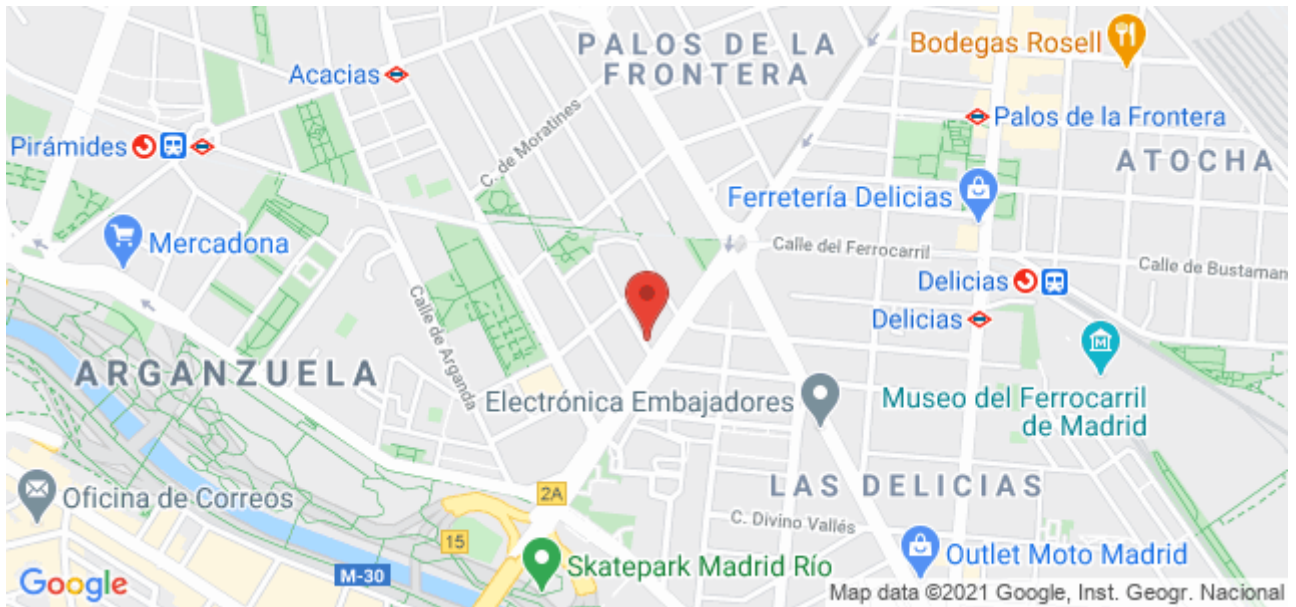 PALOS DE LA
FRONTERA
Bodegas Rosell
Acacias
Palos de la Frontera
Pirámides
C. de Moratines
ATOCHA
Ferretería Delicias
Mercadona
Calle del Ferrocarril
Calle de Bustaman
Delicias
Calle de Arganda
Delicias
M
ARGANZUELA
Electrónica Embajadores
Museo del Ferrocarril
de Madrid
Oficina de Correos
2A
LAS DELICIAS
C. Divino Vallés
15
Outlet Moto Madrid
Skatepark Madrid Río
M-30
Google
Map data ©2021 Google, Inst. Geogr. Nacional